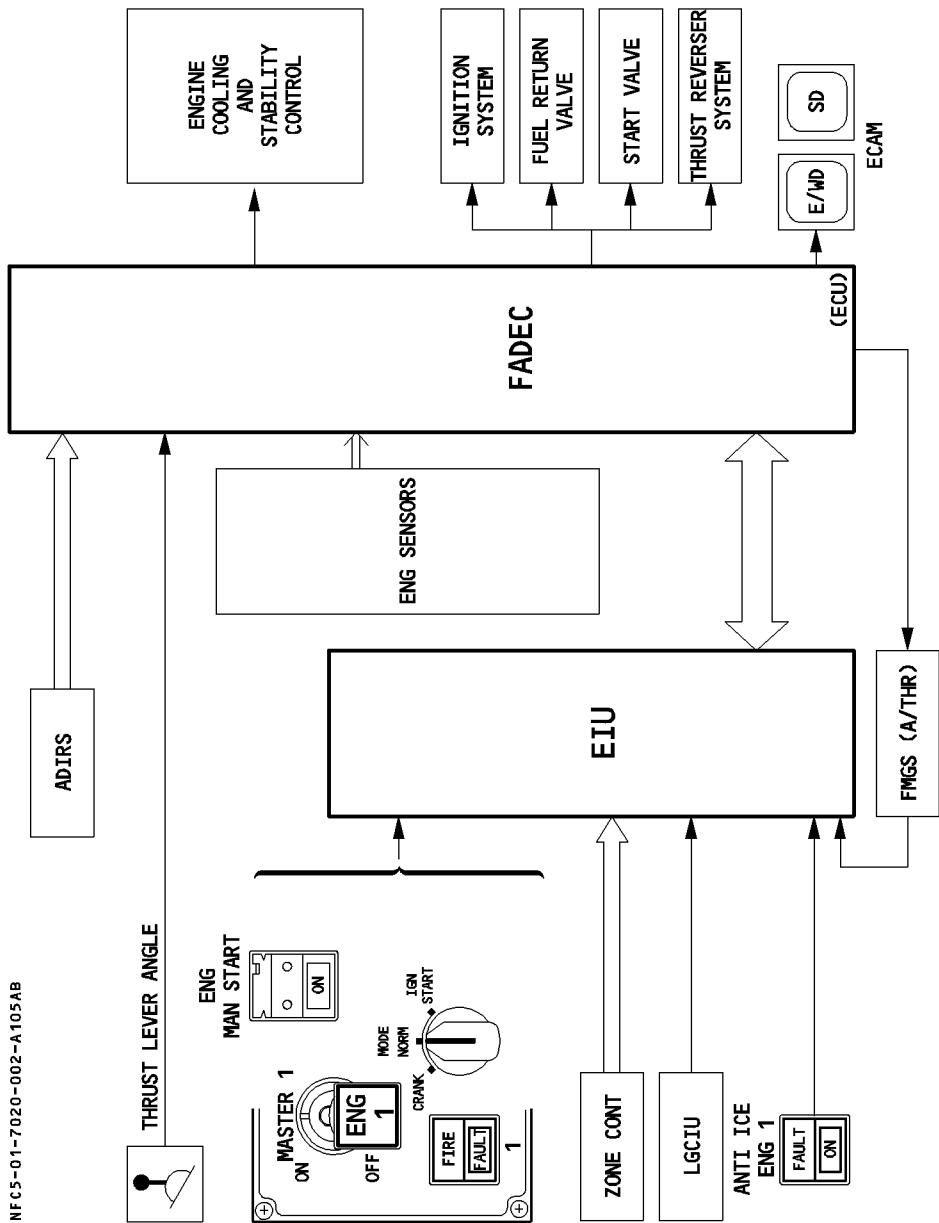 NFC5-01-7020-002-A105AB
THRUST LEVER ANGLE
ADIRS
ENG
MAN START
ON
MASTER 1
ON
OFF
ENG
1
MODE
NORM
CRANK
IGN
START
FIRE
FAULT
1
ZONE CONT
LGCIU
ANTI ICE
ENG 1
FAULT
ON
EIU
FMGS (A/THR)
ENG SENSORS
FADEC
(ECU)
ENGINE
COOLING
AND
STABILITY
CONTROL
IGNITION
SYSTEM
FUEL RETURN
VALVE
START VALVE
THRUST REVERSER
SYSTEM
E/WD
SD
ECAM